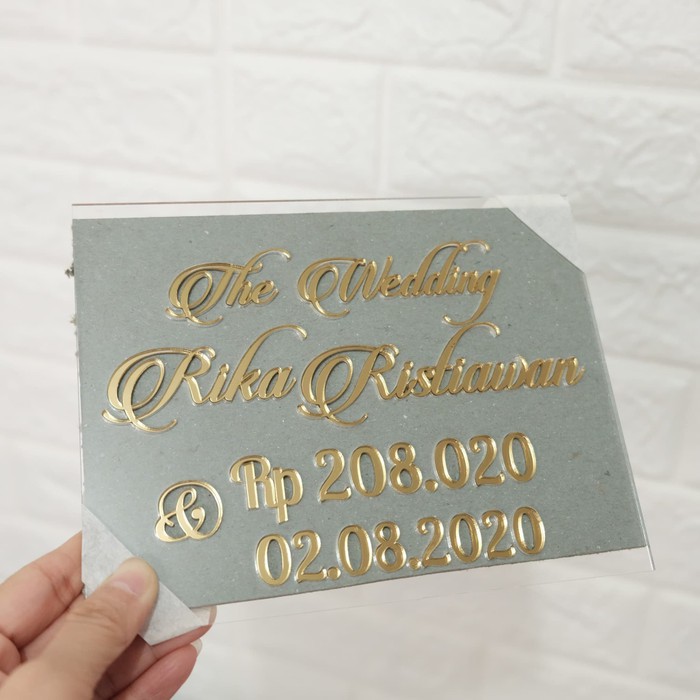 The Wedding
Rika Ristiawan
& Rp 208.020
02.08.2020